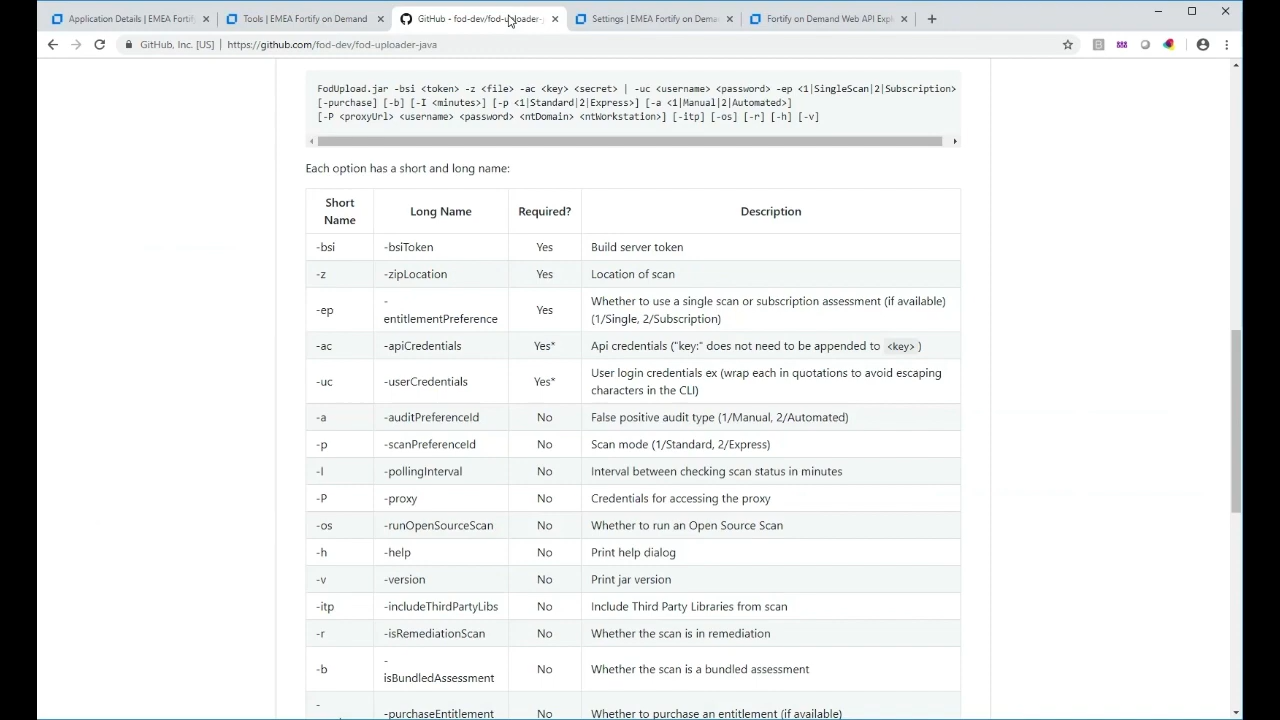 Application Details | EMEA Fortif
Tools | EMEA Fortify on Demand
GitHub - fod-dev/fod-uploader-
Settings | EMEA Fortify on Dema
Fortify on Demand Web API Expl
GitHub, Inc. [US] | https://github.com/fod-dev/fod-uploader-java
FodUpload.jar -bsi <token> -z <file> -ac <key> <secret> | -uc <username> <password> -ep <1|SingleScan|2|Subscription>
[-purchase] [-b] [-I <minutes>] [-p <1|Standard|2|Express>] [-a <1|Manual|2|Automated>]
[-P <proxyUrl> <username> <password> <ntDomain> <ntWorkstation>] [-itp] [-os] [-r] [-h] [-v]
Each option has a short and long name:
Short
Name
Long Name
Required?
Description
-bsi -bsiToken Yes Build server token
-z -zipLocation Yes Location of scan
-ep
-
entitlementPreference
Yes
Whether to use a single scan or subscription assessment (if available)
(1/Single, 2/Subscription)
-ac -apiCredentials Yes* Api credentials ("key:" does not need to be appended to <key> )
-uc -userCredentials Yes*
User login credentials ex (wrap each in quotations to avoid escaping
characters in the CLI)
-a -auditPreferenceId No False positive audit type (1/Manual, 2/Automated)
-p -scanPreferenceId No Scan mode (1/Standard, 2/Express)
-I -pollingInterval No Interval between checking scan status in minutes
-P -proxy No Credentials for accessing the proxy
-os -runOpenSourceScan No Whether to run an Open Source Scan
-h -help No Print help dialog
-v -version No Print jar version
-itp -includeThirdPartyLibs No Include Third Party Libraries from scan
-r -isRemediationScan No Whether the scan is in remediation
-b
-
isBundledAssessment
No
Whether the scan is a bundled assessment
-
-purchaseEntitlement No Whether to purchase an entitlement (if available)